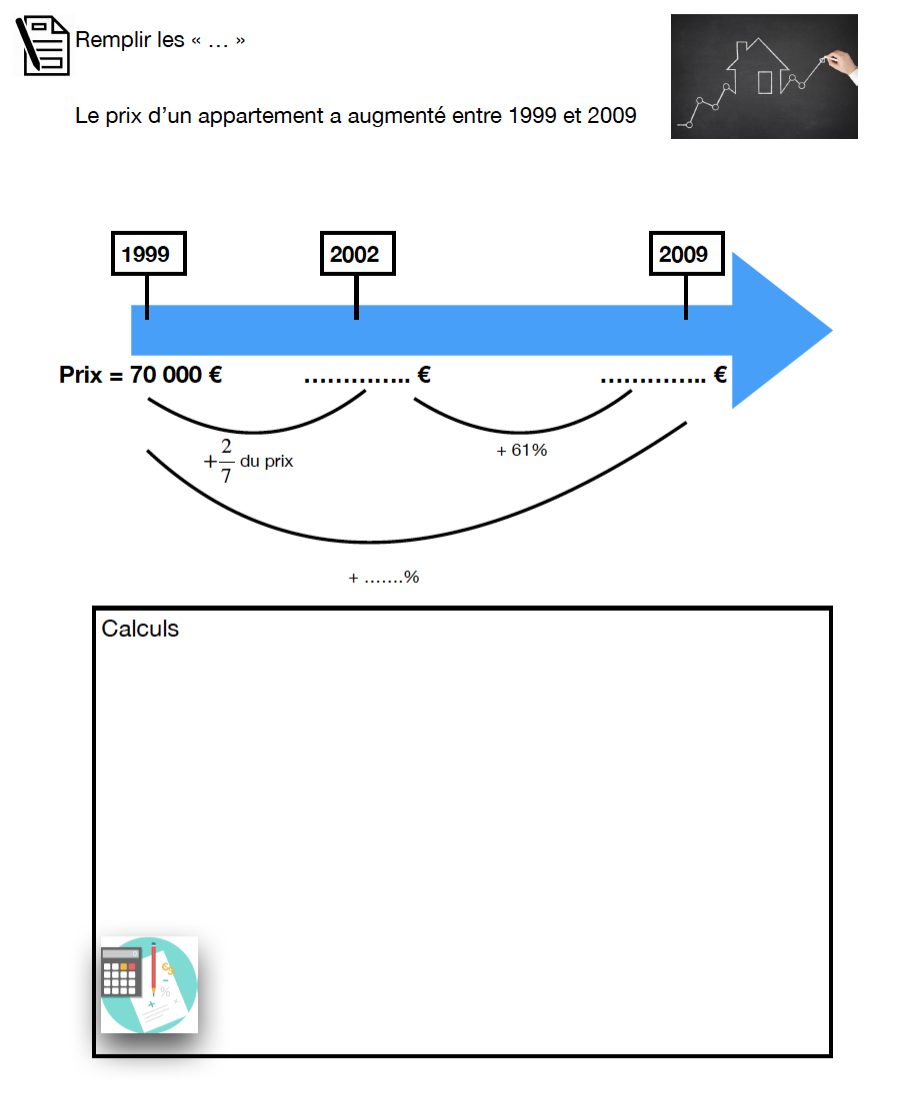 Remplir les « … »
Le prix d’un appartement a augmenté entre 1999 et 2009
1999
2002
2009
Prix = 70 000 €
………….. €
………….. €
+2/7 du prix
+ 61%
+ …….%
Calculs
%